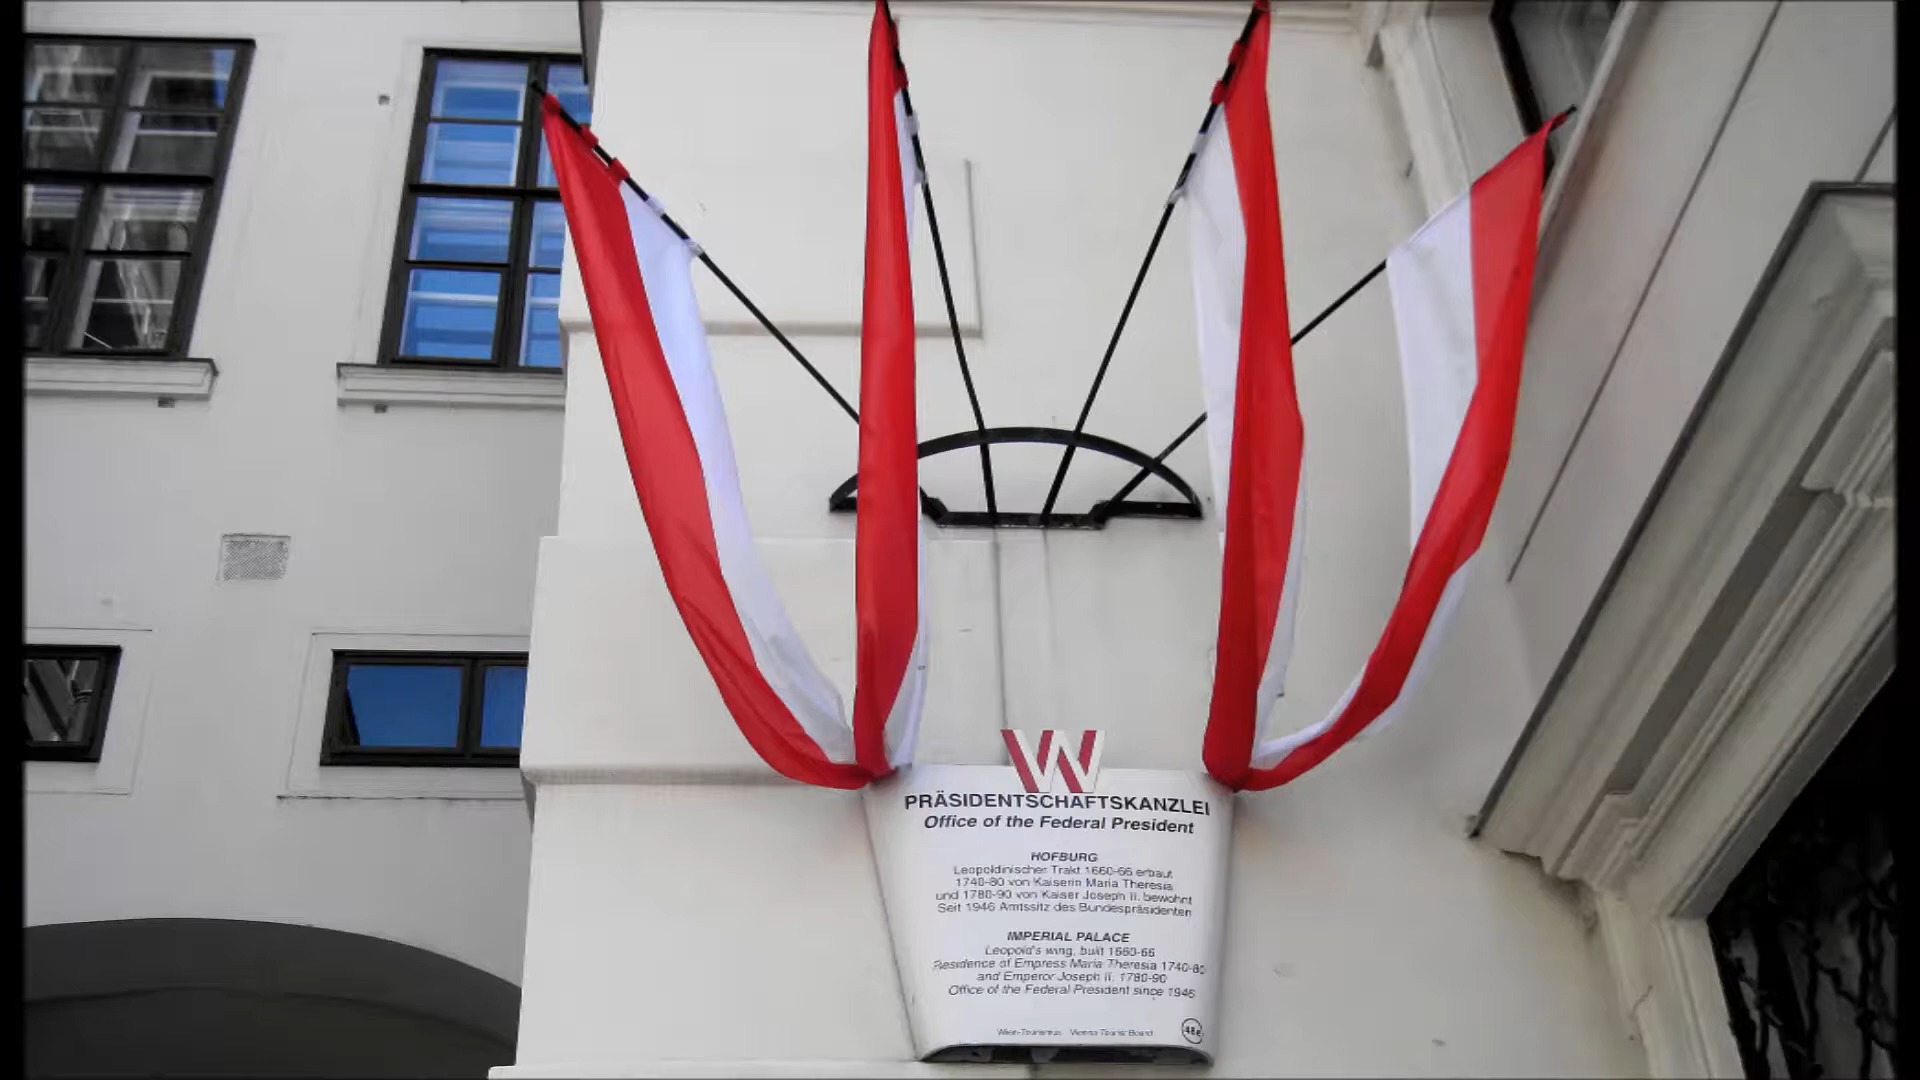 W
PRÄSIDENTSCHAFTSKANZLEI
Office of the Federal President
HOFBURG
Leopoldinischer Trakt 1660-66 erbaut
1740-80 von Kaiserin Maria Theresia
und 1780-90 von Kaiser Joseph II. bewohnt
Seit 1946 Amtssitz des Bundespräsidenten
IMPERIAL PALACE
Leopold's wing, built 1660-66
Residence of Empress Maria Theresia 1740-80
and Emperor Joseph II. 1780-90
Office of the Federal President since 1946
Wien-Tourismus Vienna Tourist Board